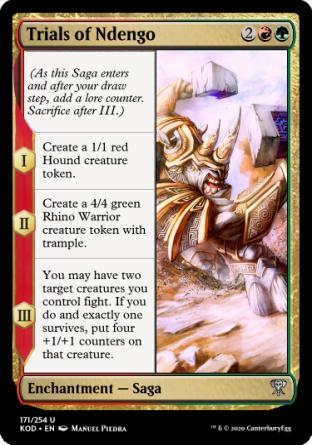 Trials of Ndengo 2
(As this Saga enters
and after your draw
step, add a lore counter.
Sacrifice after III.)
I
Create a 1/1 red
Hound creature
token.
II
Create a 4/4 green
Rhino Warrior
creature token with
trample.
III
You may have two
target creatures you
control fight. If you
do and exactly one
survives, put four
+1/+1 counters on
that creature.
Enchantment — Saga
171/254 U
KOD • EN Manuel Piedra
™ & © 2020 CanterburyEgg